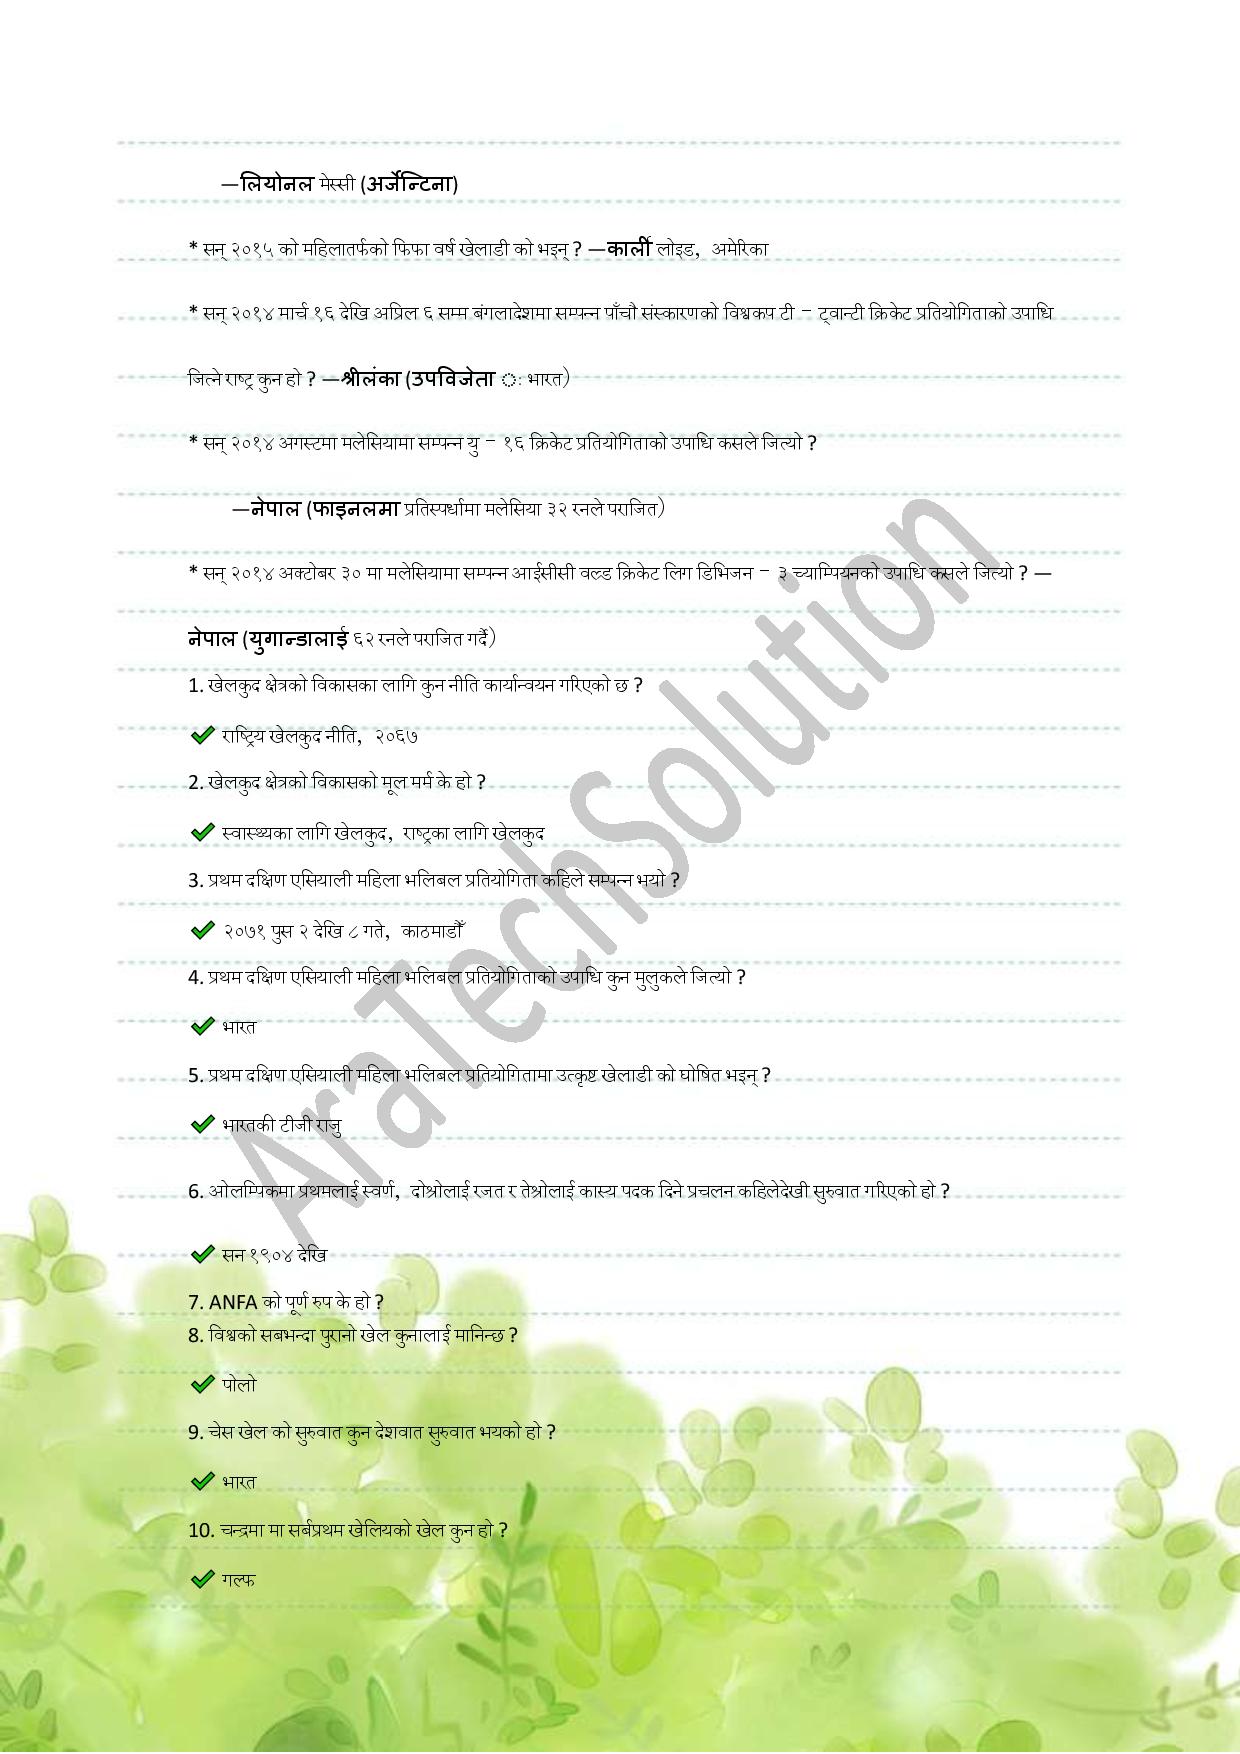 —लियोनल मेस्सी (अर्जेन्टिना)
* सन् २०१५ को महिलातर्फको फिफा वर्ष खेलाडी को भइन् ? —कार्ली लोइड, अमेरिका
* सन् २०१४ मार्च १६ देखि अप्रिल ६ सम्म बंगलादेशमा सम्पन्न पाँचौ संस्कारणको विश्वकप टी – ट्वान्टी क्रिकेट प्रतियोगिताको उपाधि
जित्ने राष्ट्र कुन हो ? —श्रीलंका (उपविजेता ः भारत)
* सन् २०१४ अगस्टमा मलेसियामा सम्पन्न यु – १६ क्रिकेट प्रतियोगिताको उपाधि कसले जित्यो ?
—नेपाल (फाइनलमा प्रतिस्पर्धामा मलेसिया ३२ रनले पराजित)
* सन् २०१४ अक्टोबर ३० मा मलेसियामा सम्पन्न आईसीसी वल्र्ड क्रिकेट लिग डिभिजन – ३ च्याम्पियनको उपाधि कसले जित्यो ? —
नेपाल (युगान्डालाई ६२ रनले पराजित गर्दै)
1. खेलकुद क्षेत्रको विकासका लागि कुन नीति कार्यान्वयन गरिएको छ ?
✔ राष्ट्रिय खेलकुद नीति, २०६७
2. खेलकुद क्षेत्रको विकासको मूल मर्म के हो ?
✔ स्वास्थ्यका लागि खेलकुद, राष्ट्रका लागि खेलकुद
3. प्रथम दक्षिण एसियाली महिला भलिबल प्रतियोगिता कहिले सम्पन्न भयो ?
✔ २०७१ पुस २ देखि ८ गते, काठमाडौँ
4. प्रथम दक्षिण एसियाली महिला भलिबल प्रतियोगिताको उपाधि कुन मुलुकले जित्यो ?
✔ भारत
5. प्रथम दक्षिण एसियाली महिला भलिबल प्रतियोगितामा उत्कृष्ट खेलाडी को घोषित भइन् ?
✔ भारतकी टीजी राजु
6. ओलम्पिकमा प्रथमलाई स्वर्ण, दोश्रोलाई रजत र तेश्रोलाई कास्य पदक दिने प्रचलन कहिलेदेखी सुरुवात गरिएको हो ?
✔ सन १९०४ देखि
7. ANFA को पूर्ण रुप के हो ?
8. विश्वको सबभन्दा पुरानो खेल कुनालाई मानिन्छ ?
✔ पोलो
9. चेस खेल को सुरुवात कुन देशवात सुरुवात भयको हो ?
✔ भारत
10. चन्द्रमा मा सर्बप्रथम खेलियको खेल कुन हो ?
✔ गल्फ
AraTechSolution